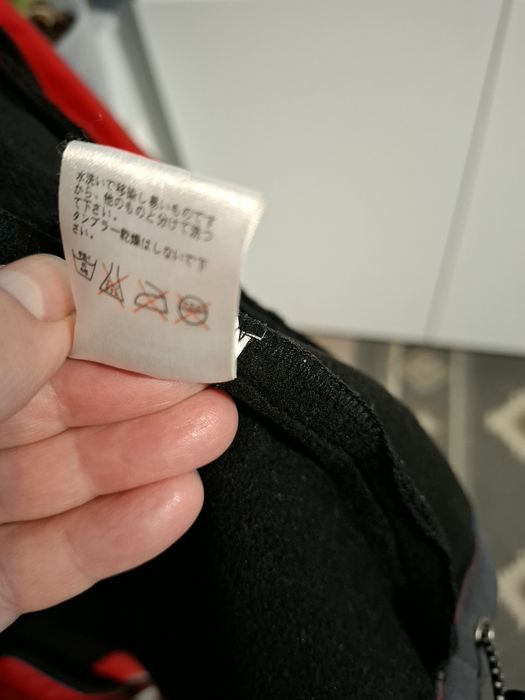 水洗いで移染し易いものです
から、他のものと分けて洗っ
て下さい。
タンブラー乾燥はしないで下
さい。